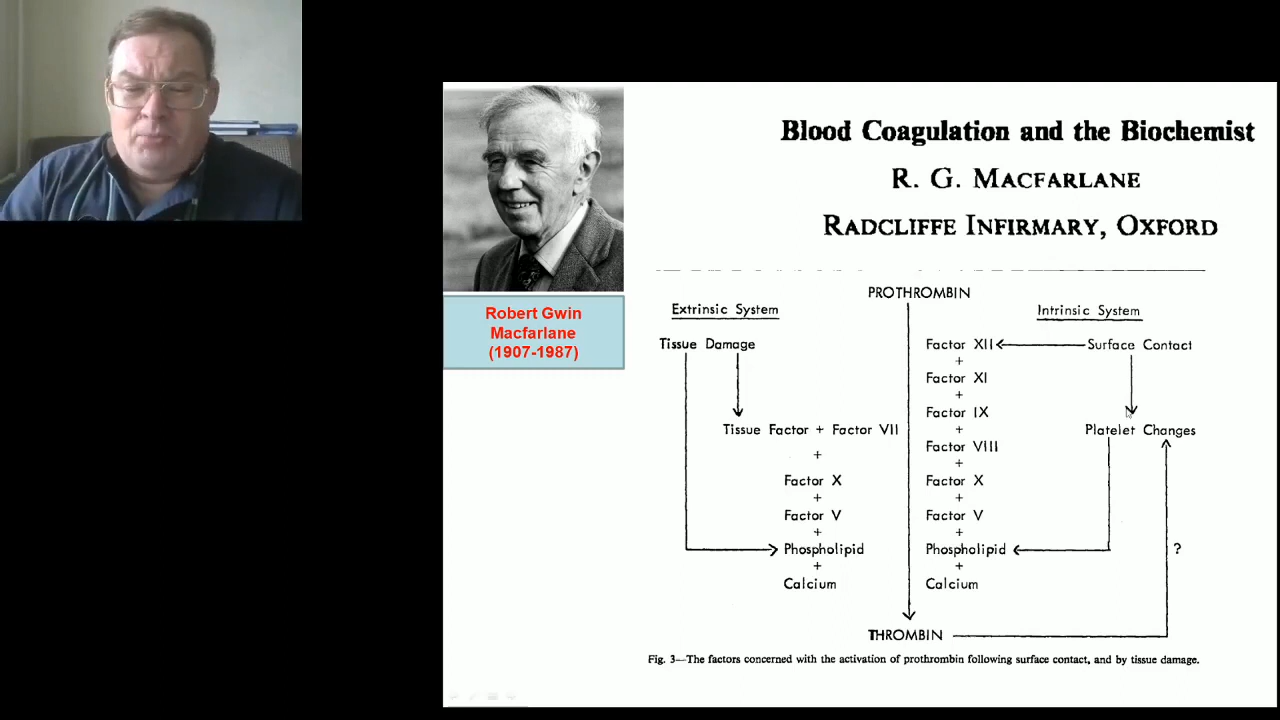 Blood Coagulation and the Biochemist
R. G. MACFARLANE
RADCLIFFE INFIRMARY, OXFORD
Robert Gwin
Macfarlane
(1907-1987)
PROTHROMBIN
Extrinsic System
Intrinsic System
Tissue Damage
Factor XII
Surface Contact
+
Factor XI
+
Factor IX
Tissue Factor + Factor VII
+
Platelet Changes
+
Factor VIII
+
Factor X
Factor X
+
+
Factor V
Factor V
+
+
Phospholipid
Phospholipid
?
+
+
Calcium
Calcium
THROMBIN
Fig. 3—The factors concerned with the activation of prothrombin following surface contact, and by tissue damage.